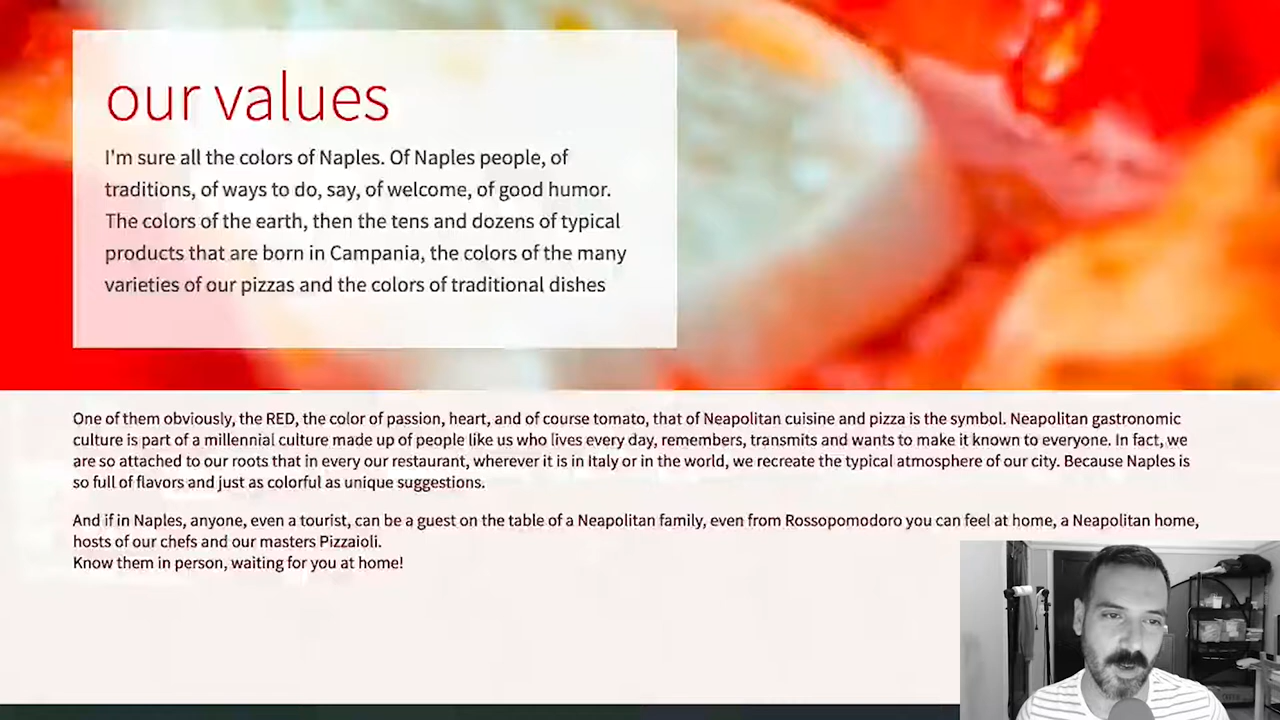 our values
I'm sure all the colors of Naples. Of Naples people, of
traditions, of ways to do, say, of welcome, of good humor.
The colors of the earth, then the tens and dozens of typical
products that are born in Campania, the colors of the many
varieties of our pizzas and the colors of traditional dishes
One of them obviously, the RED, the color of passion, heart, and of course tomato, that of Neapolitan cuisine and pizza is the symbol. Neapolitan gastronomic
culture is part of a millennial culture made up of people like us who lives every day, remembers, transmits and wants to make it known to everyone. In fact, we
are so attached to our roots that in every our restaurant, wherever it is in Italy or in the world, we recreate the typical atmosphere of our city. Because Naples is
so full of flavors and just as colorful as unique suggestions.
And if in Naples, anyone, even a tourist, can be a guest on the table of a Neapolitan family, even from Rossopomodoro you can feel at home, a Neapolitan home,
hosts of our chefs and our masters Pizzaioli.
Know them in person, waiting for you at home!